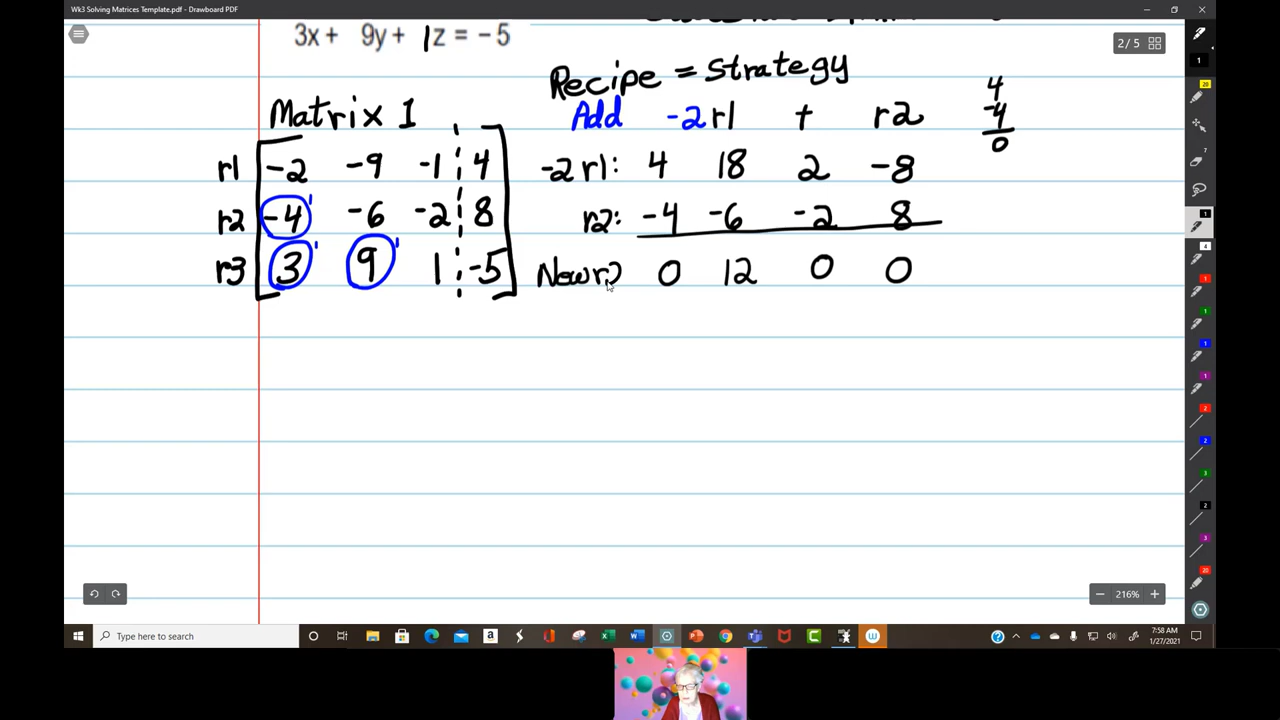 Wk3 Solving Matrices Template.pdf - Drawboard PDF
3x + 9y + 1z = -5
2/5
Recipe = Strategy
Matrix 1
Add -2r1 + r2
4
-4
0
r1 -2 -9 -1 4
-2r1: 4 18 2 -8
r2 -4 -6 -2 8
r2: -4 -6 -2 8
r3 3 9 1 -5
New r2 0 12 0 0
216%
Type here to search
7:58 AM
1/27/2021